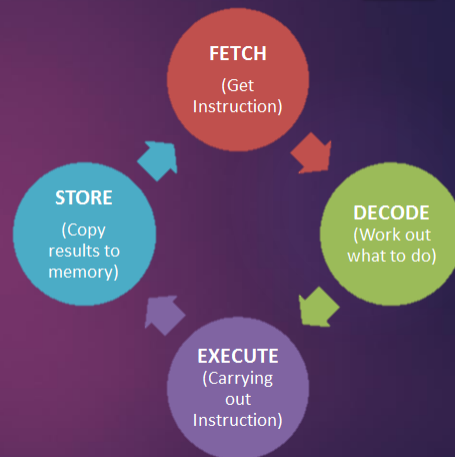 FETCH
(Get
Instruction)
DECODE
(Work out
what to do)
EXECUTE
(Carrying
out
Instruction)
STORE
(Copy
results to
memory)